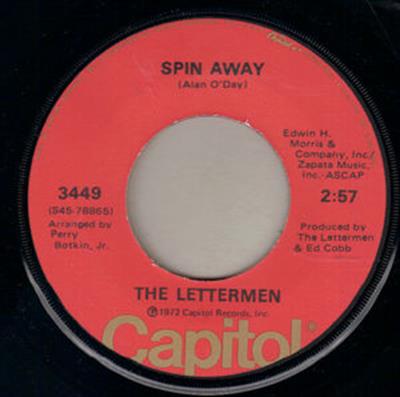 SPIN AWAY
(Alan O'Day)
Edwin H.
Morris &
Company, Inc./
Zapata Music,
Inc.-ASCAP
3449
(S45-78865)
Arranged by
Perry
Botkin, Jr.
2:57
Produced by
The Lettermen
& Ed Cobb
THE LETTERMEN
Ⓟ1972 Capitol Records, Inc.
Capitol®